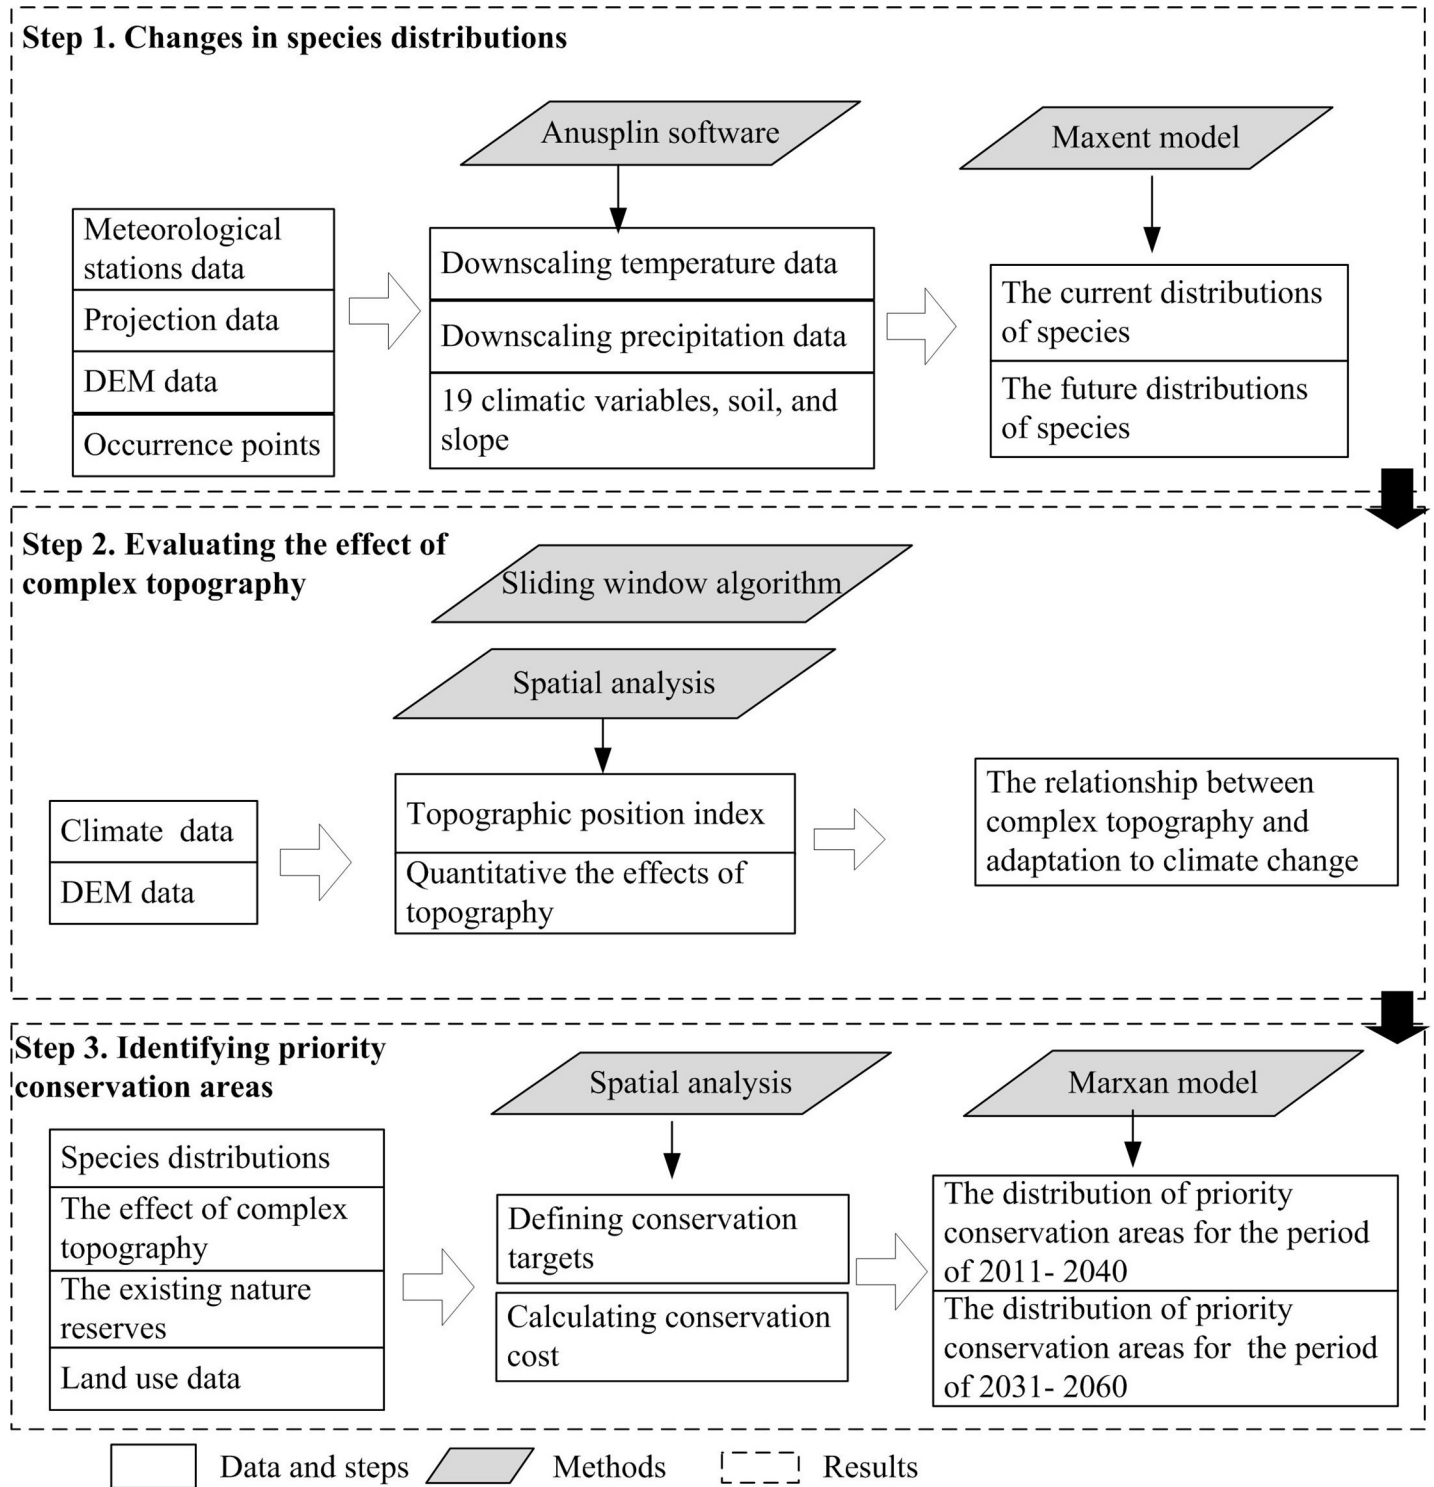 Step 1. Changes in species distributions
Anusplin software
Maxent model
Meteorological
stations data
Projection data
DEM data
Occurrence points
Downscaling temperature data
Downscaling precipitation data
19 climatic variables, soil, and
slope
The current distributions
of species
The future distributions
of species
Step 2. Evaluating the effect of
complex topography
Sliding window algorithm
Spatial analysis
Climate data
DEM data
Topographic position index
Quantitative the effects of
topography
The relationship between
complex topography and
adaptation to climate change
Step 3. Identifying priority
conservation areas
Spatial analysis
Marxan model
Species distributions
The effect of complex
topography
The existing nature
reserves
Land use data
Defining conservation
targets
Calculating conservation
cost
The distribution of priority
conservation areas for the period
of 2011- 2040
The distribution of priority
conservation areas for the period
of 2031- 2060
Data and steps
Methods
Results